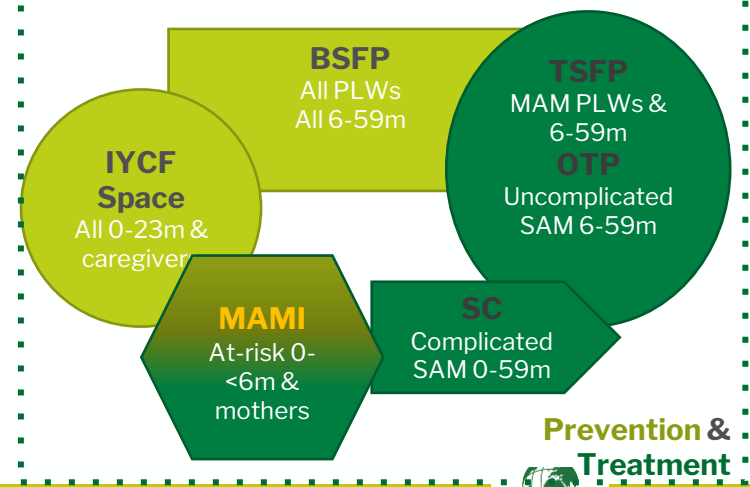 BSFP
All PLWs
All 6-59m
TSFP
MAM PLWs &
6-59m
OTP
Uncomplicated
SAM 6-59m
IYCF
Space
All 0-23m &
caregiver
MAMI
At-risk 0-
<6m &
mothers
SC
Complicated
SAM 0-59m
Prevention &
Treatment